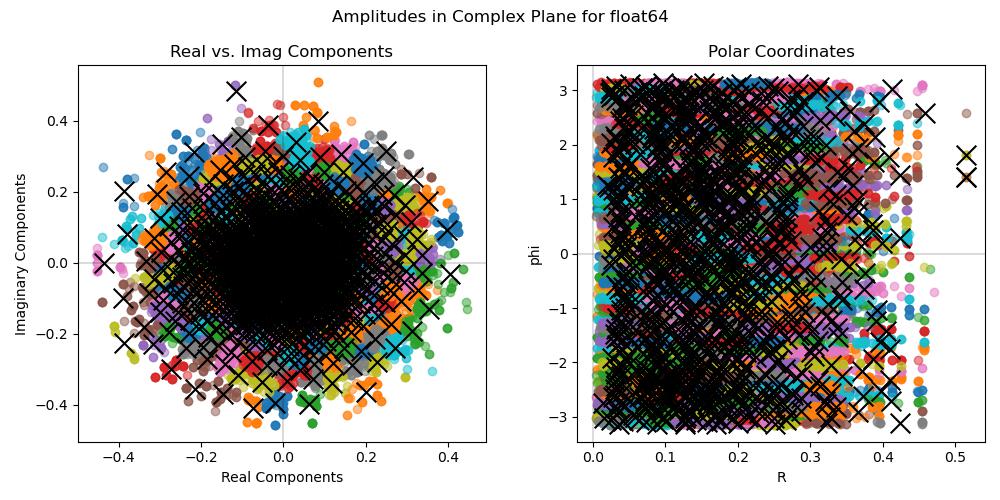 Amplitudes in Complex Plane for float64
Real vs. Imag Components
Imaginary Components
0.4
0.2
0.0
−0.2
−0.4
−0.4 −0.2 0.0 0.2 0.4
Real Components
Polar Coordinates
phi
3
2
1
0
−1
−2
−3
0.0 0.1 0.2 0.3 0.4 0.5
R